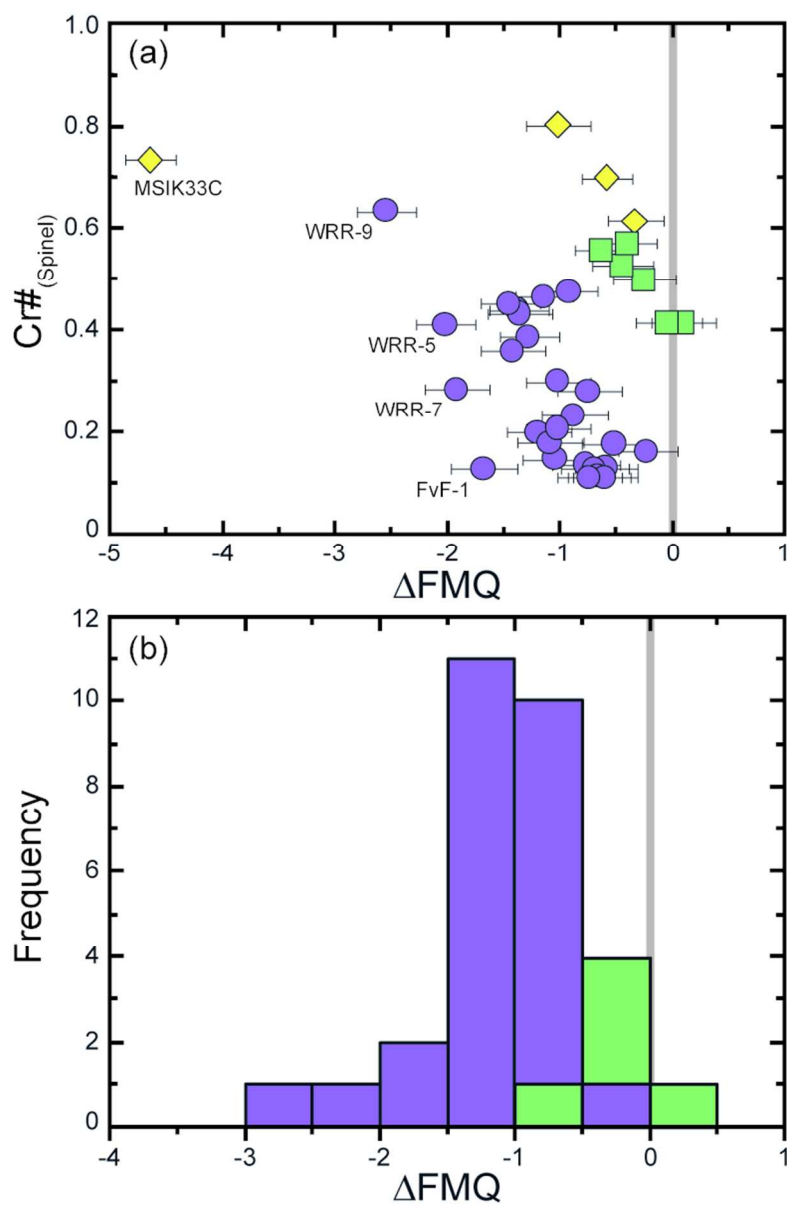 (a)
1.0
0.8
0.6
0.4
0.2
0
Cr#(Spinel)
MSIK33C
WRR-9
WRR-5
WRR-7
FvF-1
-5 -4 -3 -2 -1 0 1
ΔFMQ
(b)
12
10
8
6
4
2
0
Frequency
-4 -3 -2 -1 0 1
ΔFMQ